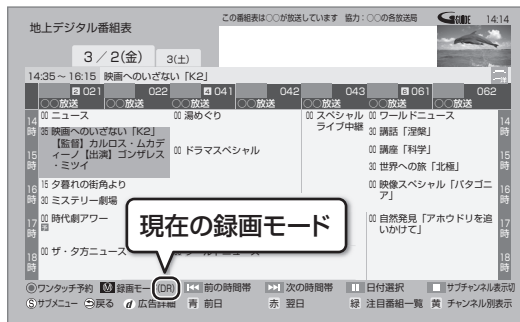 地上デジタル番組表
この番組表は○○が放送しています 協力：○○の各放送局
GGUIDE 14:14
3／2(金) 3(土)
14:35～16:15 映画へのいざない「K2」
2 021 022 4 041 042 043 6 061 062
○○放送 ○○放送 ○○放送 ○○放送 ○○放送 ○○放送
14時 00 ニュース
35 映画へのいざない「K2」
【監督】カルロス・ムカデ
ィーノ【出演】ゴンザレス
・ミツイ
15 夕暮れの街角より
30 ミステリー劇場
00 時代劇アワー
00 ザ・夕方ニュース
00 湯めぐり
00 ドラマスペシャル
00 スペシャル
ライブ中継
00 ワールドニュース
30 講話「涅槃」
00 講座「科学」
30 世界への旅「北極」
00 映像スペシャル「パタゴニ
ア」
00 自然発見「アホウドリを追
いかけて」
15時
16時
17時
18時
現在の録画モード
ワンタッチ予約 M 録画モード(DR) 前の時間帯 次の時間帯 日付選択 サブチャンネル表示切
Sサブメニュー 戻る d 広告詳細 青 前日 赤 翌日 緑 注目番組一覧 黄 チャンネル別表示